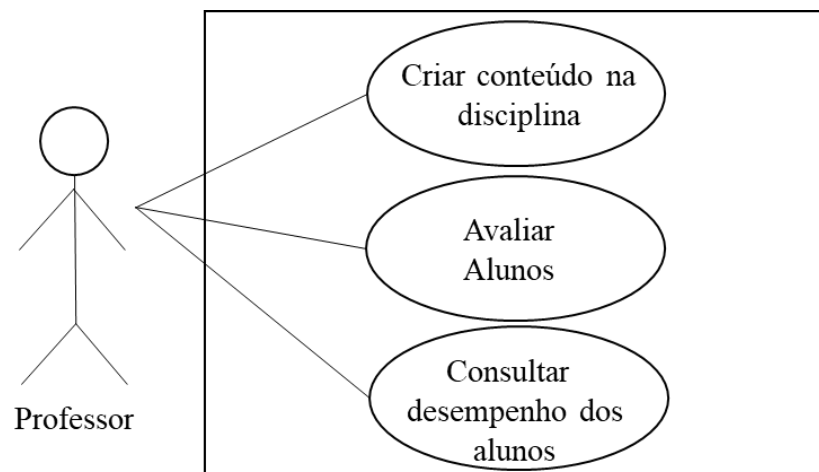 Criar conteúdo na
disciplina
Avaliar
Alunos
Consultar
desempenho dos
alunos
Professor